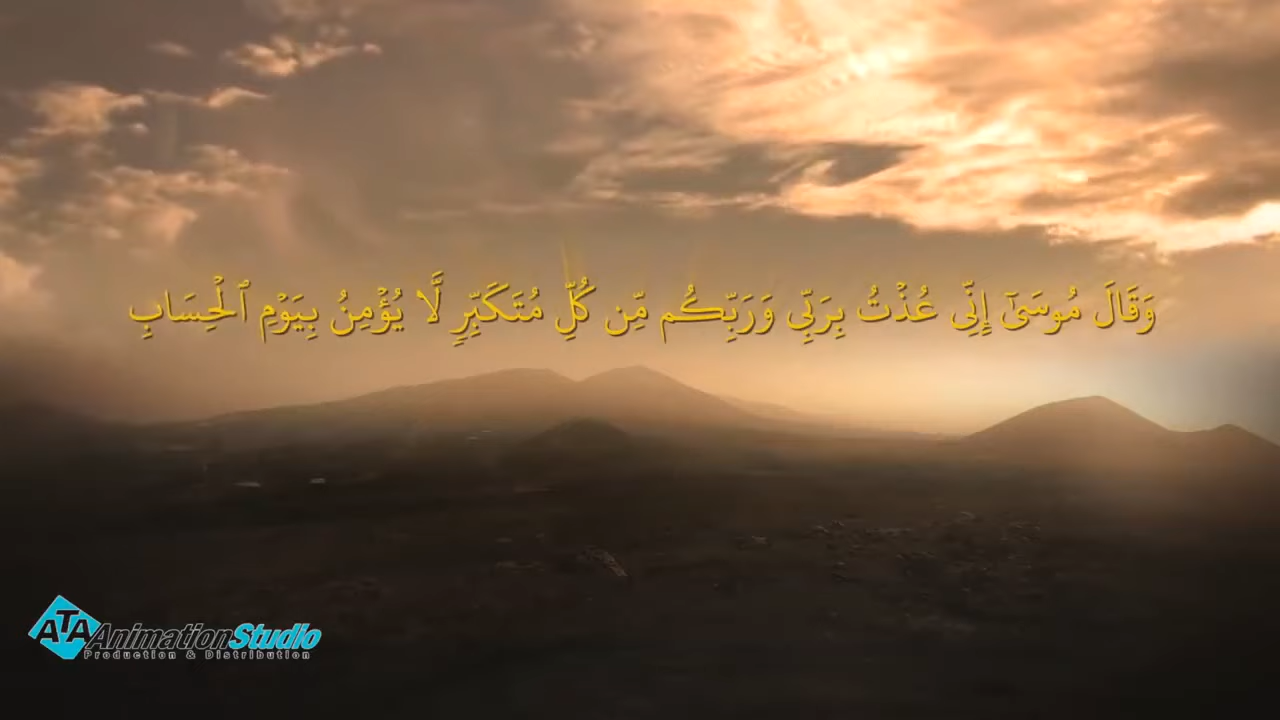 وَقَالَ مُوسَىٰٓ إِنِّى عُذْتُ بِرَبِّى وَرَبِّكُم مِّن كُلِّ مُتَكَبِّرٍ لَّا يُؤْمِنُ بِيَوْمِ ٱلْحِسَابِ
ATA AnimationStudio
Production & Distribution